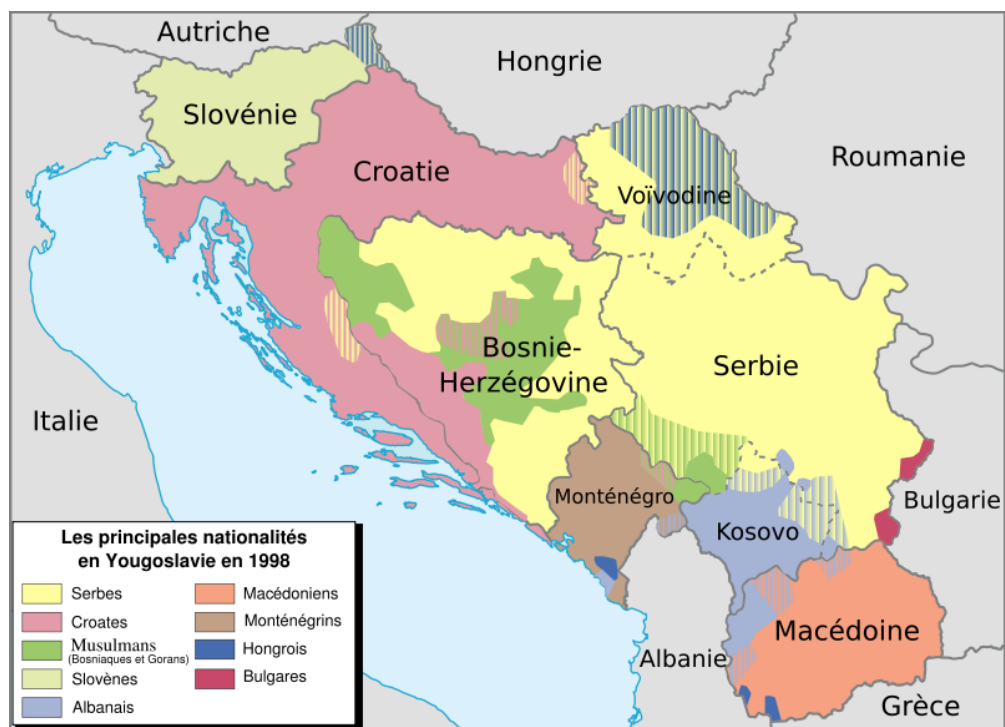 Autriche
Hongrie
Slovénie
Roumanie
Croatie
Voïvodine
Bosnie-
Herzégovine
Serbie
Italie
Monténégro
Bulgarie
Kosovo
Macédoine
Albanie
Grèce
Les principales nationalités
en Yougoslavie en 1998
Serbes
Croates
Musulmans
(Bosniaques et Gorans)
Slovènes
Albanais
Macédoniens
Monténégrins
Hongrois
Bulgares